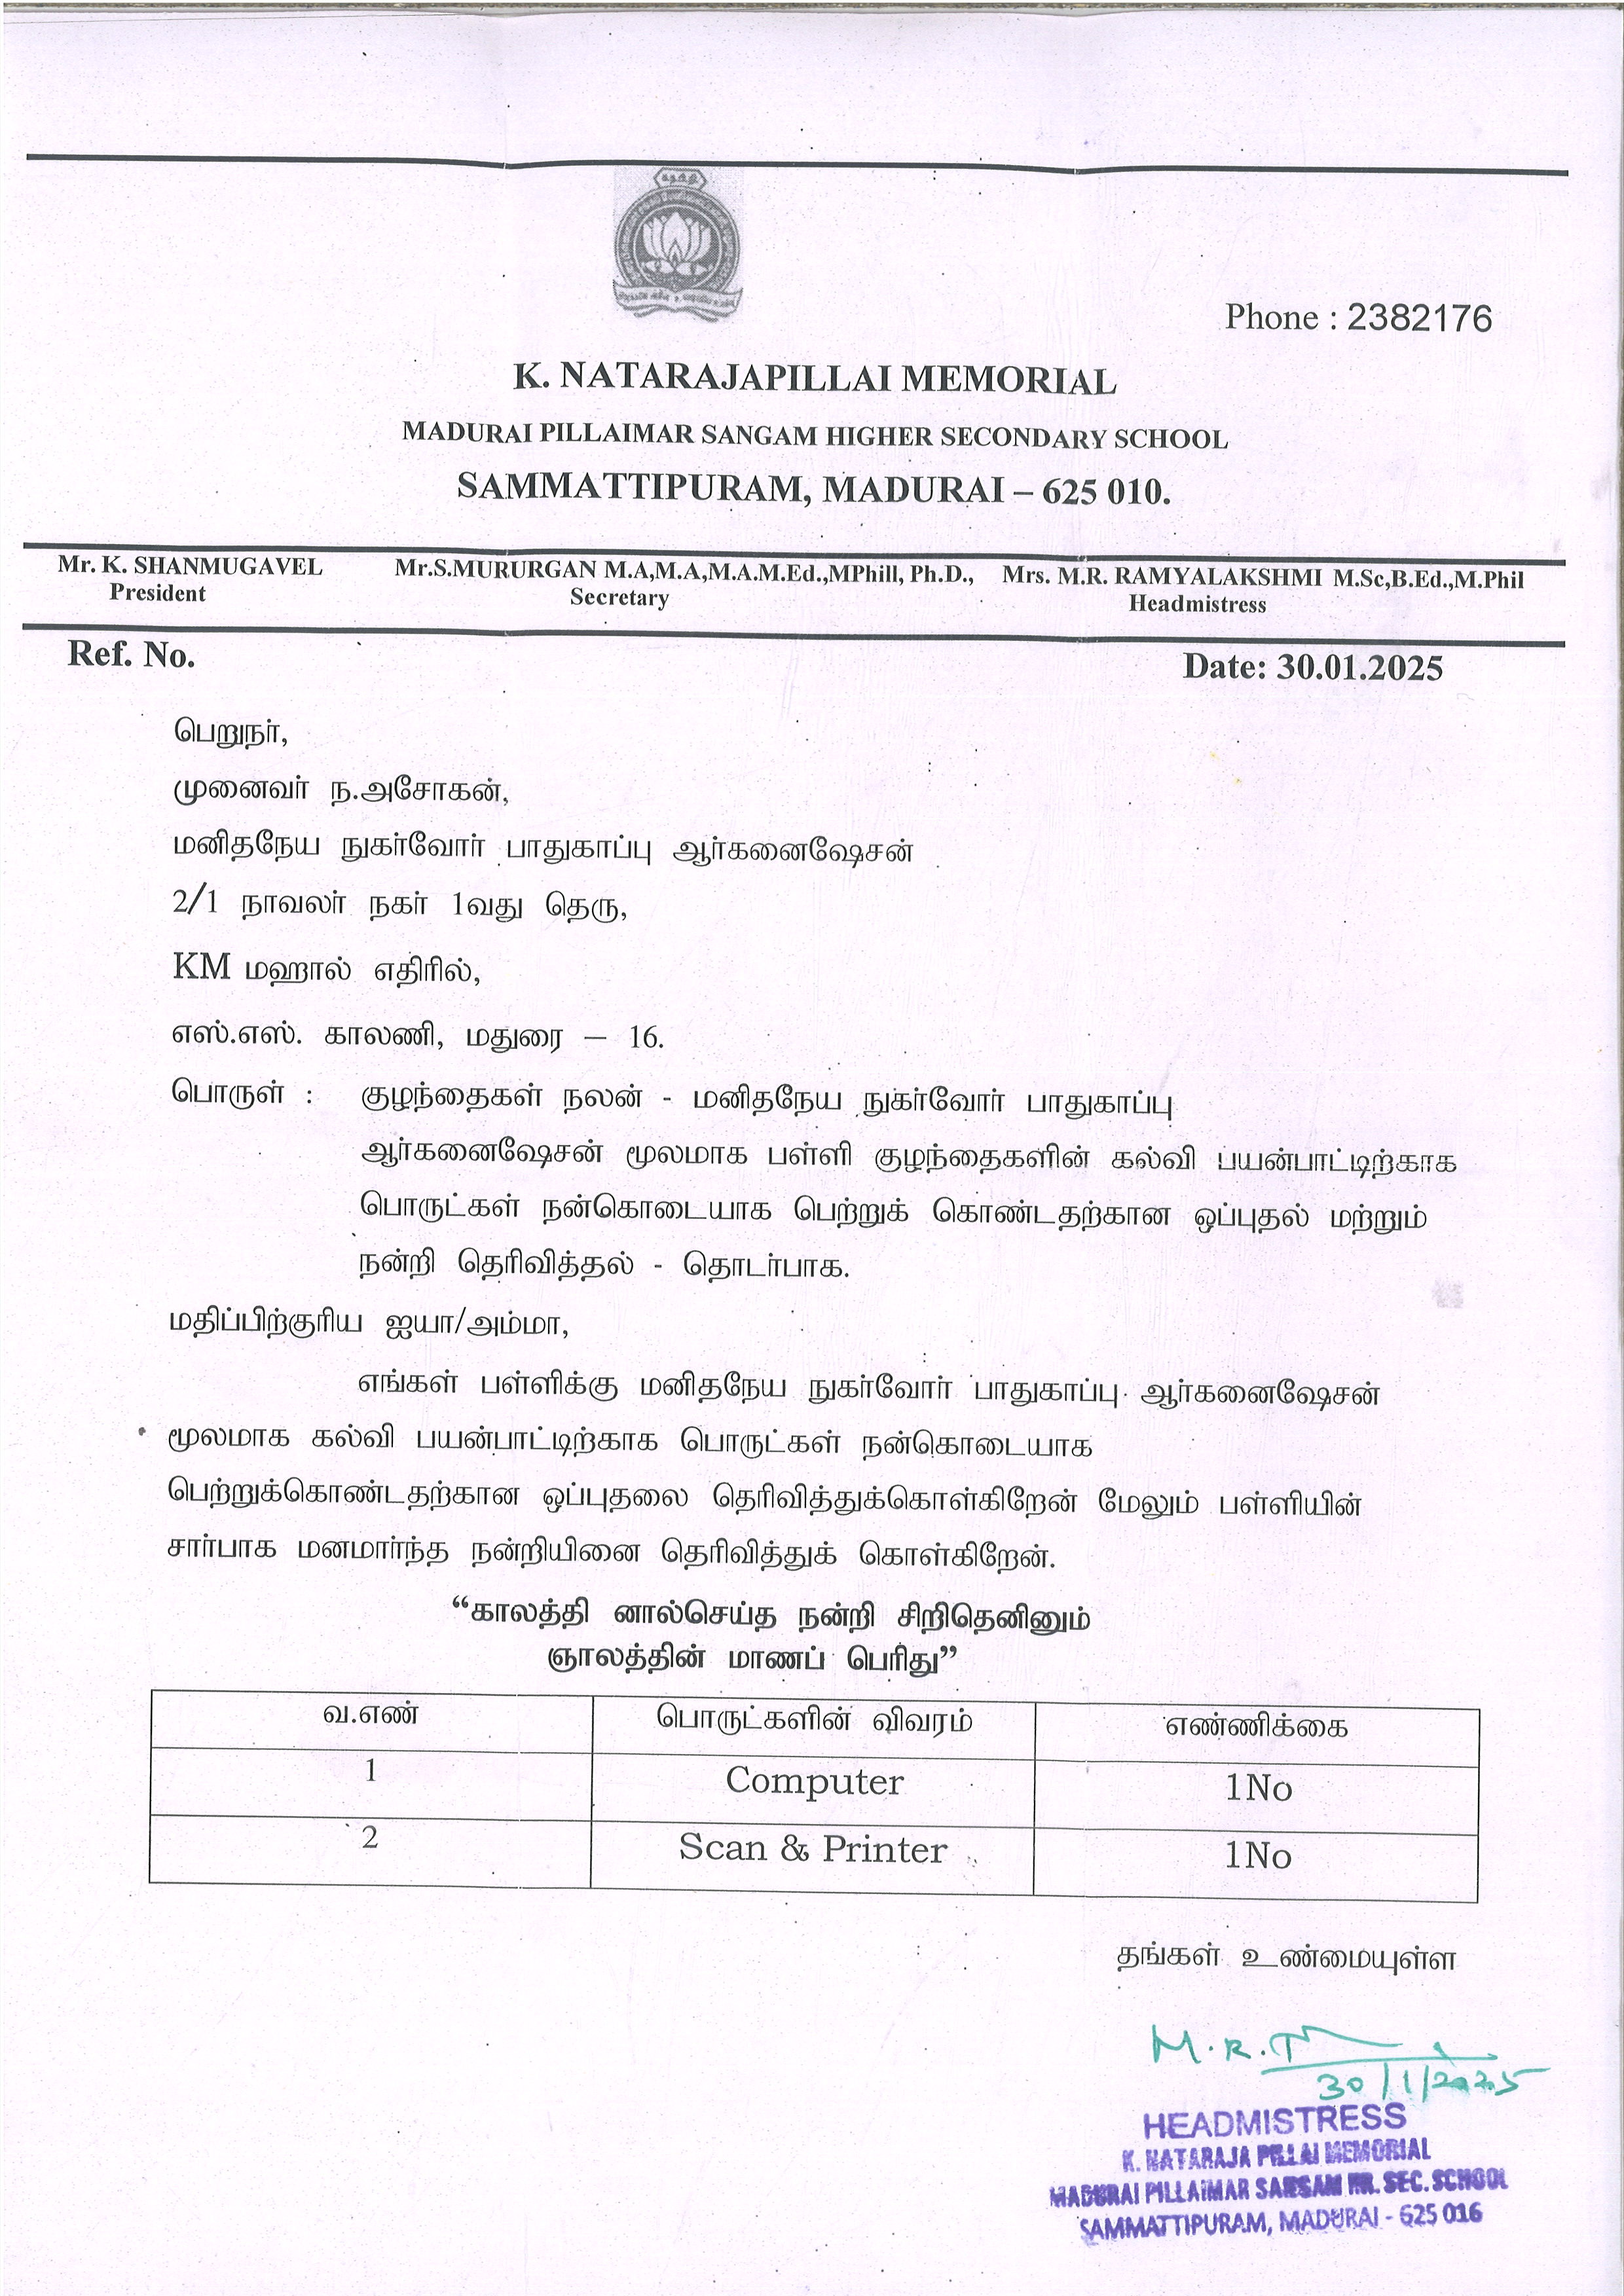 Phone : 2382176
K. NATARAJAPILLAI MEMORIAL
MADURAI PILLAIMAR SANGAM HIGHER SECONDARY SCHOOL
SAMMATTIPURAM, MADURAI – 625 010.
Mr. K. SHANMUGAVEL Mr.S.MURURGAN M.A,M.A,M.A.M.Ed.,MPhill, Ph.D., Mrs. M.R. RAMYALAKSHMI M.Sc,B.Ed.,M.Phil
President Secretary Headmistress
Ref. No. Date: 30.01.2025
பெறுநர்,
முனைவர் ந.அசோகன்,
மனிதநேய நுகர்வோர் பாதுகாப்பு ஆர்கனைஷேசன்
2/1 நாவலர் நகர் 1வது தெரு,
KM மஹால் எதிரில்,
எஸ்.எஸ். காலணி, மதுரை – 16.
பொருள் : குழந்தைகள் நலன் - மனிதநேய நுகர்வோர் பாதுகாப்பு
ஆர்கனைஷேசன் மூலமாக பள்ளி குழந்தைகளின் கல்வி பயன்பாட்டிற்காக
பொருட்கள் நன்கொடையாக பெற்றுக் கொண்டதற்கான ஒப்புதல் மற்றும்
நன்றி தெரிவித்தல் - தொடர்பாக.
மதிப்பிற்குரிய ஐயா/அம்மா,
எங்கள் பள்ளிக்கு மனிதநேய நுகர்வோர் பாதுகாப்பு ஆர்கனைஷேசன்
மூலமாக கல்வி பயன்பாட்டிற்காக பொருட்கள் நன்கொடையாக
பெற்றுக்கொண்டதற்கான ஒப்புதலை தெரிவித்துக்கொள்கிறேன் மேலும் பள்ளியின்
சார்பாக மனமார்ந்த நன்றியினை தெரிவித்துக் கொள்கிறேன்.
“காலத்தி னால்செய்த நன்றி சிறிதெனினும்
ஞாலத்தின் மாணப் பெரிது”
வ.எண் பொருட்களின் விவரம் எண்ணிக்கை
1 Computer 1No
2 Scan & Printer 1No
தங்கள் உண்மையுள்ள
M.R.
30/1/2025
HEADMISTRESS
K. NATARAJA PILLAI MEMORIAL
MADURAI PILLAIMAR SANGAM HR. SEC. SCHOOL
SAMMATTIPURAM, MADURAI - 625 016